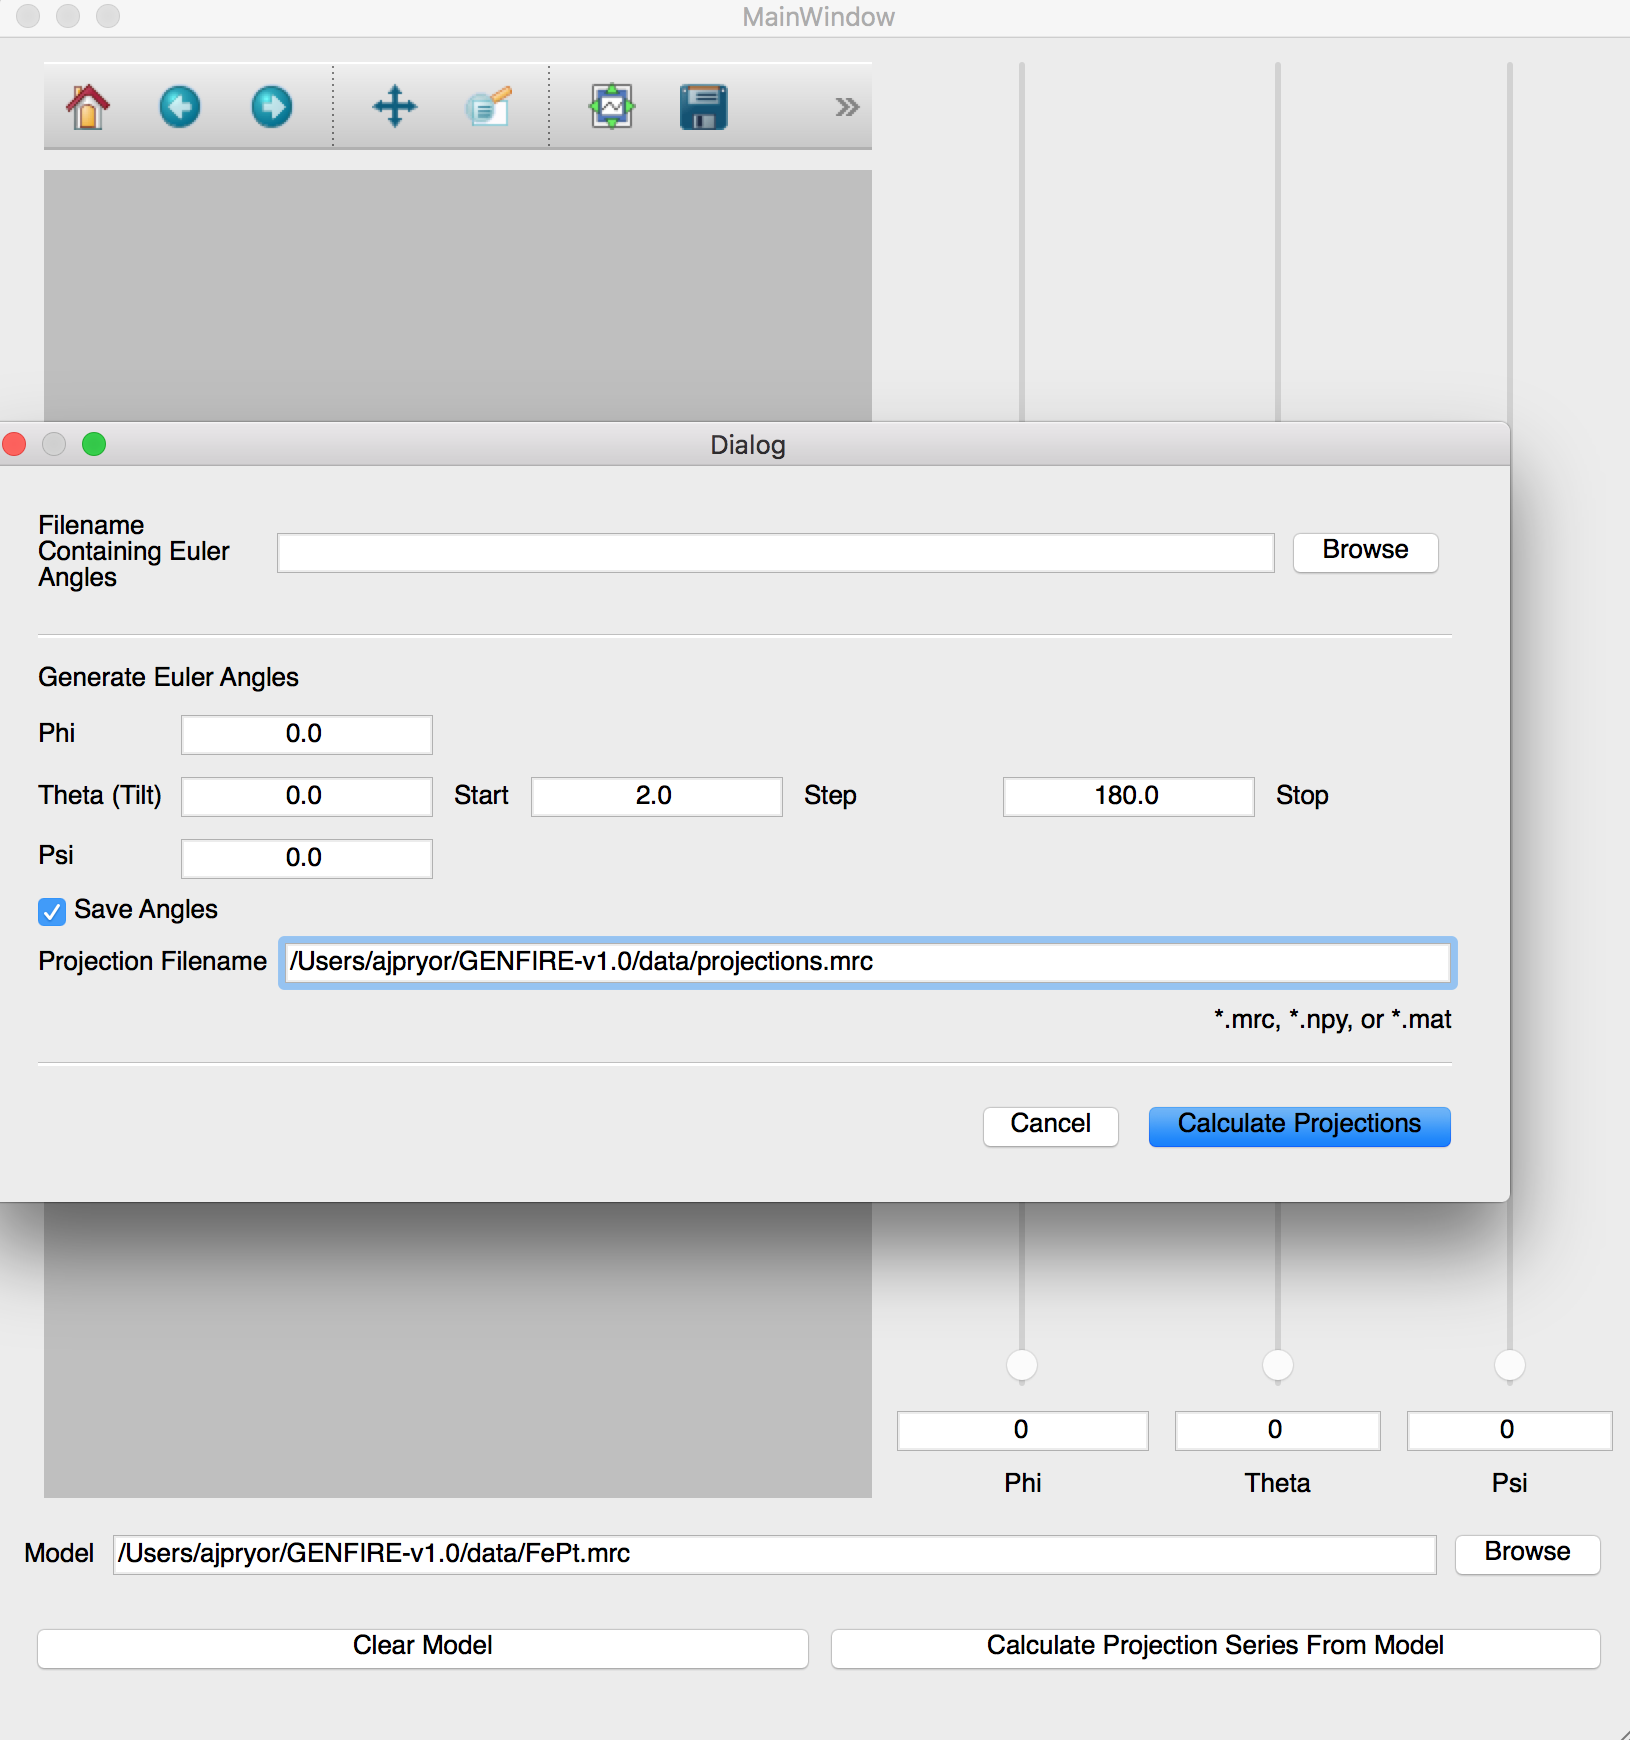 MainWindow
Dialog
Filename
Containing Euler
Angles
Browse
Generate Euler Angles
Phi 0.0
Theta (Tilt) 0.0 Start 2.0 Step 180.0 Stop
Psi 0.0
Save Angles
Projection Filename /Users/ajpryor/GENFIRE-v1.0/data/projections.mrc
*.mrc, *.npy, or *.mat
Cancel Calculate Projections
0 0 0
Phi Theta Psi
Model /Users/ajpryor/GENFIRE-v1.0/data/FePt.mrc Browse
Clear Model Calculate Projection Series From Model